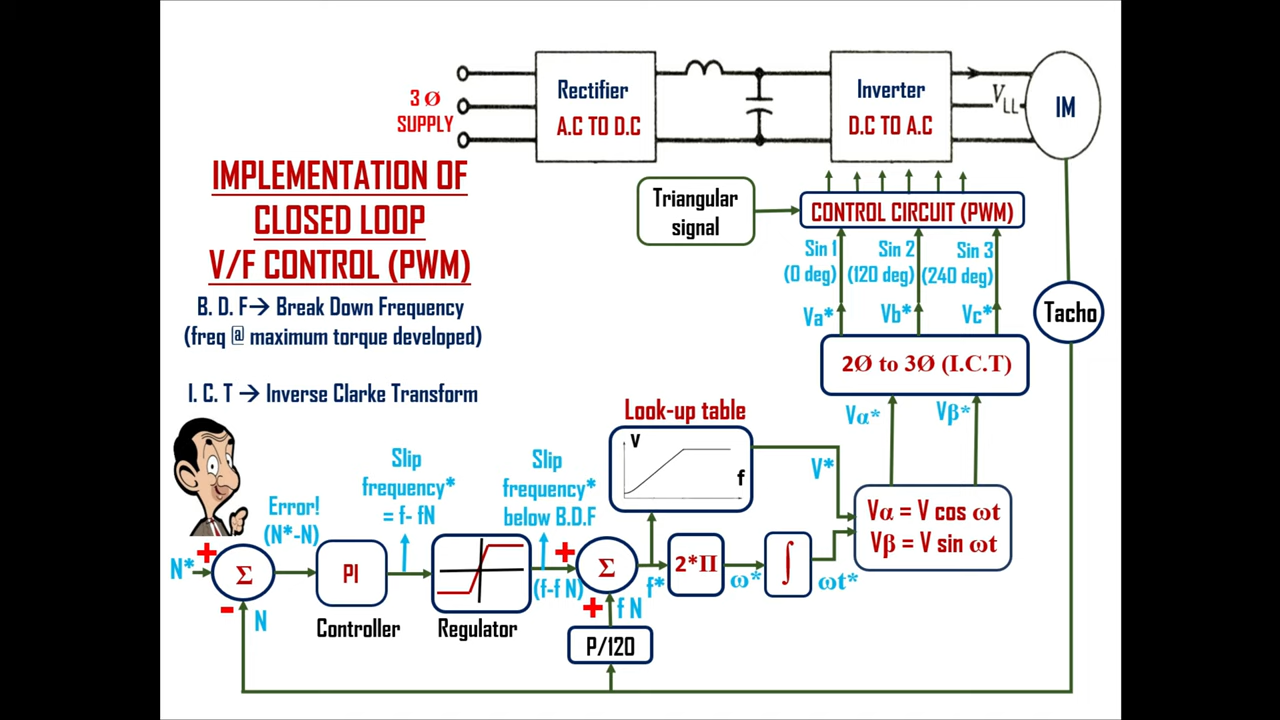 3 Ø
SUPPLY
Rectifier
A.C TO D.C
Inverter
D.C TO A.C
VLL
IM
IMPLEMENTATION OF
CLOSED LOOP
V/F CONTROL (PWM)
B. D. F→ Break Down Frequency
(freq @ maximum torque developed)
I. C. T → Inverse Clarke Transform
Triangular
signal
CONTROL CIRCUIT (PWM)
Sin 1
(0 deg)
Sin 2
(120 deg)
Sin 3
(240 deg)
Va*
Vb*
Vc*
Tacho
2Ø to 3Ø (I.C.T)
Vα*
Vβ*
Look-up table
V
f
V*
Vα = V cos ωt
Vβ = V sin ωt
Slip
frequency*
= f- fN
Slip
frequency*
below B.D.F
Error!
(N*-N)
N*
+
Σ
-
N
PI
Controller
Regulator
+
(f-f N)
Σ
+
f N
f*
2*Π
ω*
∫
ωt*
P/120